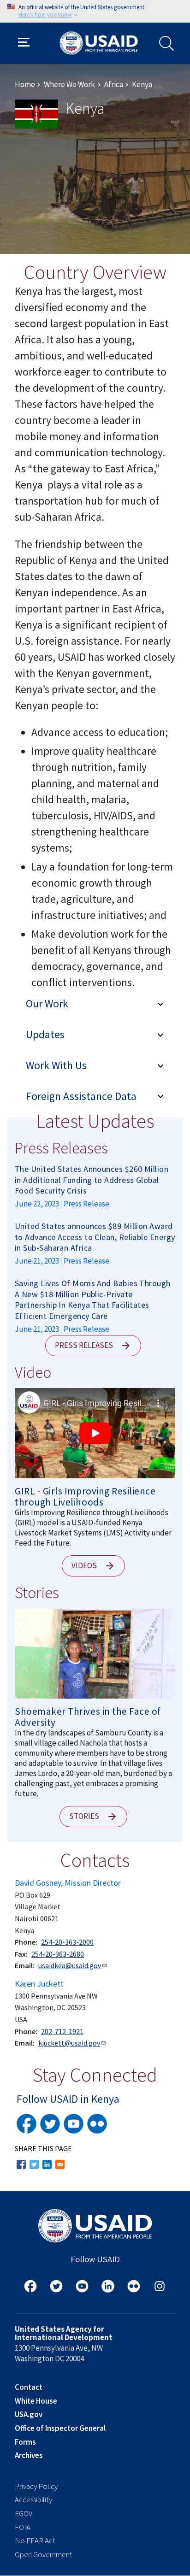 An official website of the United States government
Here's how you know
USAID
FROM THE AMERICAN PEOPLE
Home > Where We Work > Africa > Kenya
Kenya
Country Overview
Kenya has the largest, most
diversified economy and the
second largest population in East
Africa. It also has a young,
ambitious, and well-educated
workforce eager to contribute to
the development of the country.
These factors have helped the
country become a leader in
mobile money and information
and communication technology.
As “the gateway to East Africa,”
Kenya plays a vital role as a
transportation hub for much of
sub-Saharan Africa.
The friendship between the
Republic of Kenya and the United
States dates to the dawn of
Kenyan independence. As an
important partner in East Africa,
Kenya is a significant recipient of
U.S. foreign assistance. For nearly
60 years, USAID has worked closely
with the Kenyan government,
Kenya’s private sector, and the
Kenyan people to:
• Advance access to education;
• Improve quality healthcare
through nutrition, family
planning, and maternal and
child health, malaria,
tuberculosis, HIV/AIDS, and
strengthening healthcare
systems;
• Lay a foundation for long-term
economic growth through
trade, agriculture, and
infrastructure initiatives; and
• Make devolution work for the
benefit of all Kenyans through
democracy, governance, and
conflict interventions.
Our Work
Updates
Work With Us
Foreign Assistance Data
Latest Updates
Press Releases
The United States Announces $260 Million
in Additional Funding to Address Global
Food Security Crisis
June 22, 2023 | Press Release
United States announces $89 Million Award
to Advance Access to Clean, Reliable Energy
in Sub-Saharan Africa
June 21, 2023 | Press Release
Saving Lives Of Moms And Babies Through
A New $18 Million Public-Private
Partnership In Kenya That Facilitates
Efficient Emergency Care
June 21, 2023 | Press Release
PRESS RELEASES →
Video
GIRL - Girls Improving Resil...
GIRL - Girls Improving Resilience
through Livelihoods
Girls Improving Resilience through Livelihoods
(GIRL) model is a USAID-funded Kenya
Livestock Market Systems (LMS) Activity under
Feed the Future.
VIDEOS →
Stories
Shoemaker Thrives in the Face of
Adversity
In the dry landscapes of Samburu County is a
small village called Nachola that hosts a
community where members have to be strong
and adaptable to survive. In that village is
James Lobolia, a 20-year-old man, burdened by a
challenging past, yet embraces a promising
future.
STORIES →
Contacts
David Gosney, Mission Director
PO Box 629
Village Market
Nairobi 00621
Kenya
Phone: 254-20-363-2000
Fax: 254-20-363-2680
Email: usaidkea@usaid.gov
Karen Juckett
1300 Pennsylvania Ave NW
Washington, DC 20523
USA
Phone: 202-712-1921
Email: kjuckett@usaid.gov
Stay Connected
Follow USAID in Kenya
SHARE THIS PAGE
USAID
FROM THE AMERICAN PEOPLE
Follow USAID
United States Agency for
International Development
1300 Pennsylvania Ave, NW
Washington DC 20004
Contact
White House
USA.gov
Office of Inspector General
Forms
Archives
Privacy Policy
Accessibility
EGOV
FOIA
No FEAR Act
Open Government